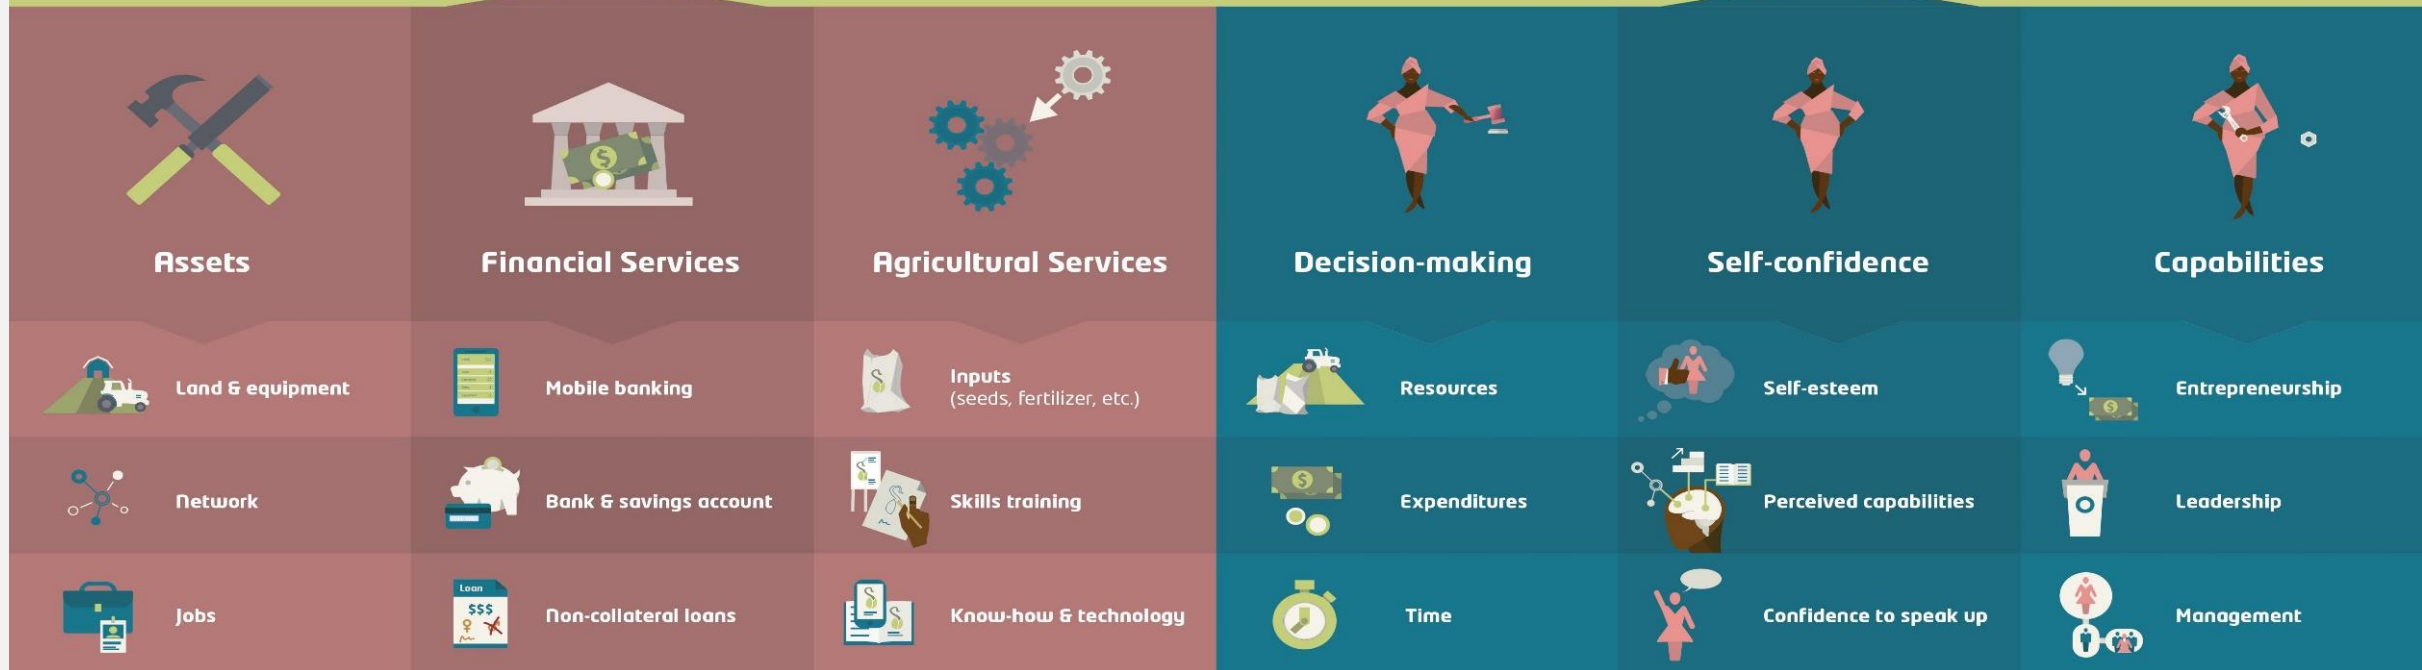 Assets
Financial Services
Agricultural Services
Decision-making
Self-confidence
Capabilities
Land & equipment
Mobile banking
Inputs
(seeds, fertilizer, etc.)
Resources
Self-esteem
Entrepreneurship
Network
Bank & savings account
Skills training
Expenditures
Perceived capabilities
Leadership
Jobs
Loan
$$$
Non-collateral loans
Know-how & technology
Time
Confidence to speak up
Management